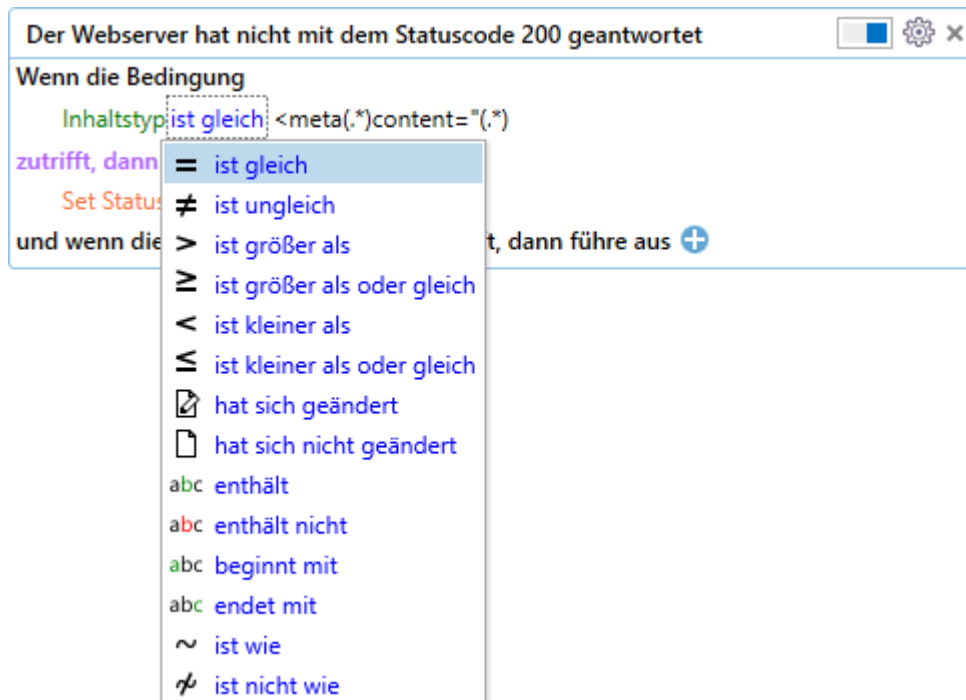 Der Webserver hat nicht mit dem Statuscode 200 geantwortet
Wenn die Bedingung
Inhaltstyp ist gleich <meta(.*)content="(.*)
zutrifft, dann
Set Status
und wenn die t, dann führe aus
= ist gleich
≠ ist ungleich
> ist größer als
≥ ist größer als oder gleich
< ist kleiner als
≤ ist kleiner als oder gleich
hat sich geändert
hat sich nicht geändert
abc enthält
abc enthält nicht
abc beginnt mit
abc endet mit
~ ist wie
≁ ist nicht wie